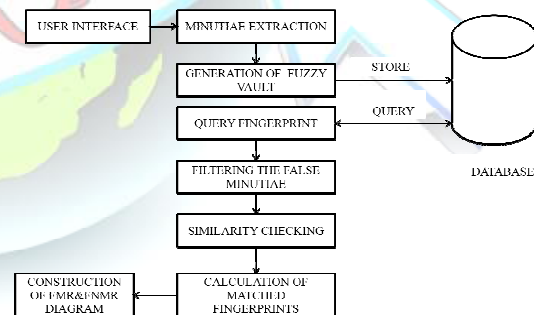 USER INTERFACE
MINUTIAE EXTRACTION
GENERATION OF FUZZY
VAULT
STORE
QUERY FINGERPRINT
QUERY
DATABASE
FILTERING THE FALSE
MINUTIAE
SIMILARITY CHECKING
CALCULATION OF
MATCHED
FINGERPRINTS
CONSTRUCTION
OF FMR&FNMR
DIAGRAM